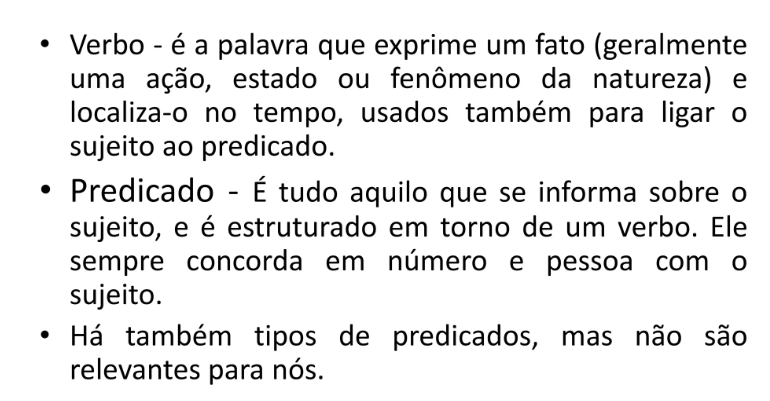 • Verbo - é a palavra que exprime um fato (geralmente
uma ação, estado ou fenômeno da natureza) e
localiza-o no tempo, usados também para ligar o
sujeito ao predicado.
• Predicado - É tudo aquilo que se informa sobre o
sujeito, e é estruturado em torno de um verbo. Ele
sempre concorda em número e pessoa com o
sujeito.
• Há também tipos de predicados, mas não são
relevantes para nós.